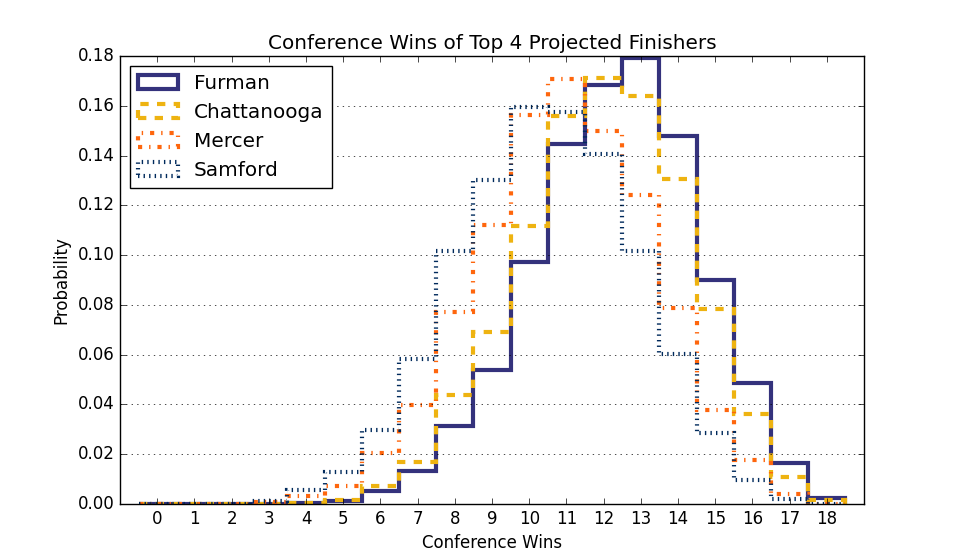 Conference Wins of Top 4 Projected Finishers
Furman
Chattanooga
Mercer
Samford
Probability
0.18
0.16
0.14
0.12
0.10
0.08
0.06
0.04
0.02
0.00
0 1 2 3 4 5 6 7 8 9 10 11 12 13 14 15 16 17 18
Conference Wins